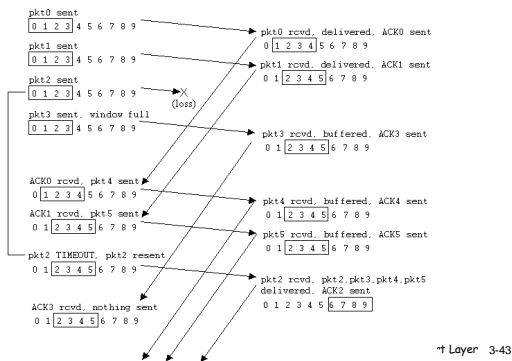 pkt0 sent
0 1 2 3 4 5 6 7 8 9
pkt1 sent
0 1 2 3 4 5 6 7 8 9
pkt2 sent
0 1 2 3 4 5 6 7 8 9
X
(loss)
pkt3 sent, window full
0 1 2 3 4 5 6 7 8 9
ACK0 rcvd, pkt4 sent
0 1 2 3 4 5 6 7 8 9
ACK1 rcvd, pkt5 sent
0 1 2 3 4 5 6 7 8 9
pkt2 TIMEOUT, pkt2 resent
0 1 2 3 4 5 6 7 8 9
ACK3 rcvd, nothing sent
0 1 2 3 4 5 6 7 8 9
pkt0 rcvd, delivered, ACK0 sent
0 1 2 3 4 5 6 7 8 9
pkt1 rcvd, delivered, ACK1 sent
0 1 2 3 4 5 6 7 8 9
pkt3 rcvd, buffered, ACK3 sent
0 1 2 3 4 5 6 7 8 9
pkt4 rcvd, buffered, ACK4 sent
0 1 2 3 4 5 6 7 8 9
pkt5 rcvd, buffered, ACK5 sent
0 1 2 3 4 5 6 7 8 9
pkt2 rcvd, pkt2,pkt3,pkt4,pkt5
delivered, ACK2 sent
0 1 2 3 4 5 6 7 8 9
t Layer 3-43